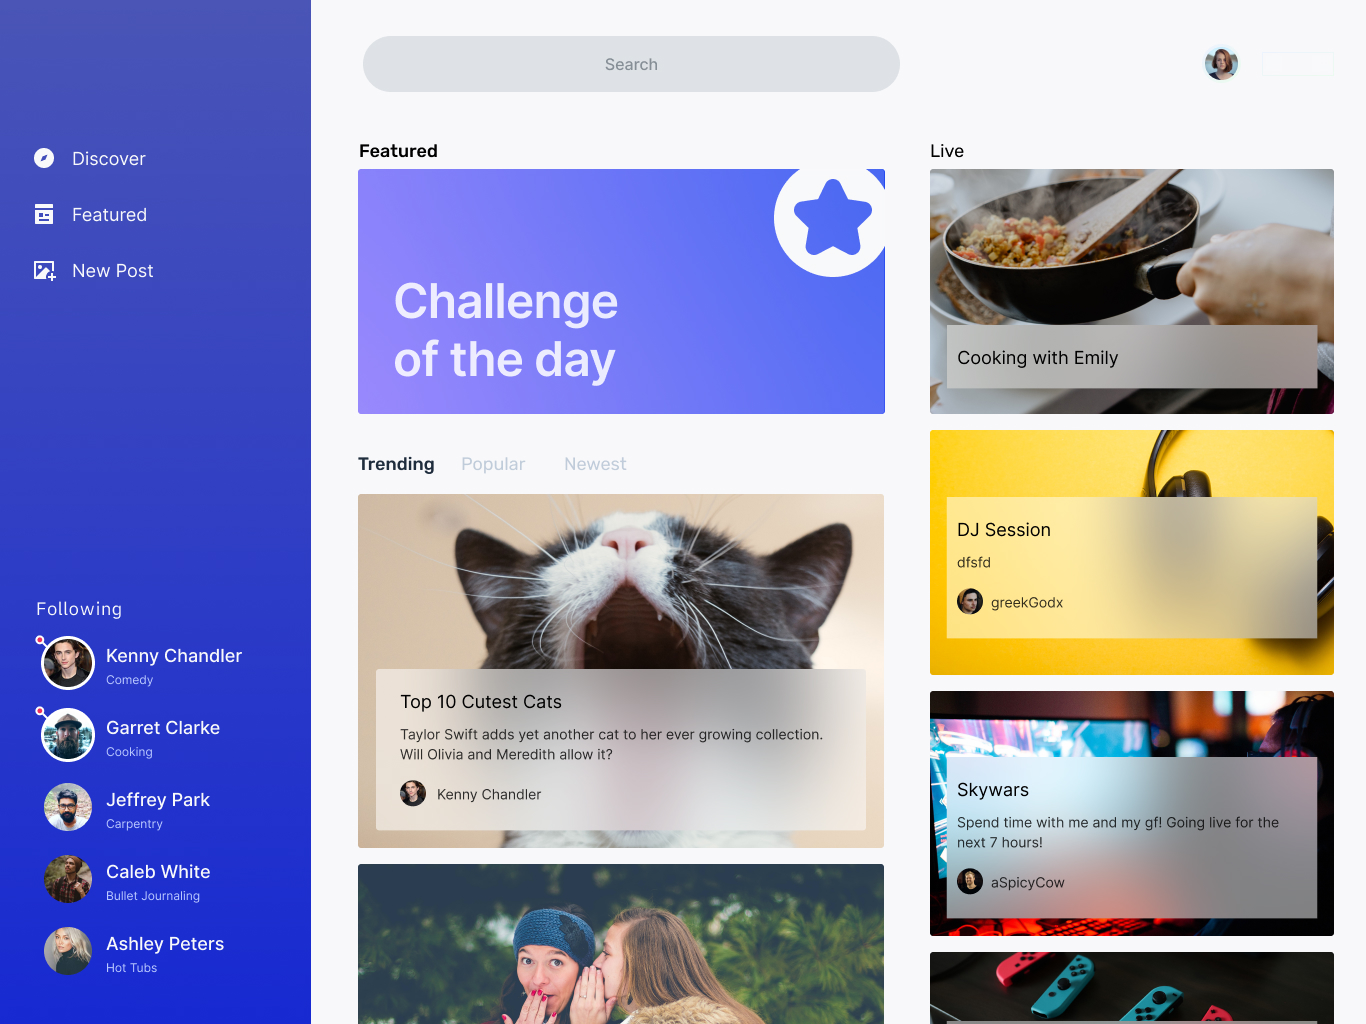 Search
Discover
Featured
New Post
Following
Kenny Chandler
Comedy
Garret Clarke
Cooking
Jeffrey Park
Carpentry
Caleb White
Bullet Journaling
Ashley Peters
Hot Tubs
Featured
Challenge
of the day
Trending Popular Newest
Top 10 Cutest Cats
Taylor Swift adds yet another cat to her ever growing collection.
Will Olivia and Meredith allow it?
Kenny Chandler
Live
Cooking with Emily
DJ Session
dfsfd
greekGodx
Skywars
Spend time with me and my gf! Going live for the
next 7 hours!
aSpicyCow